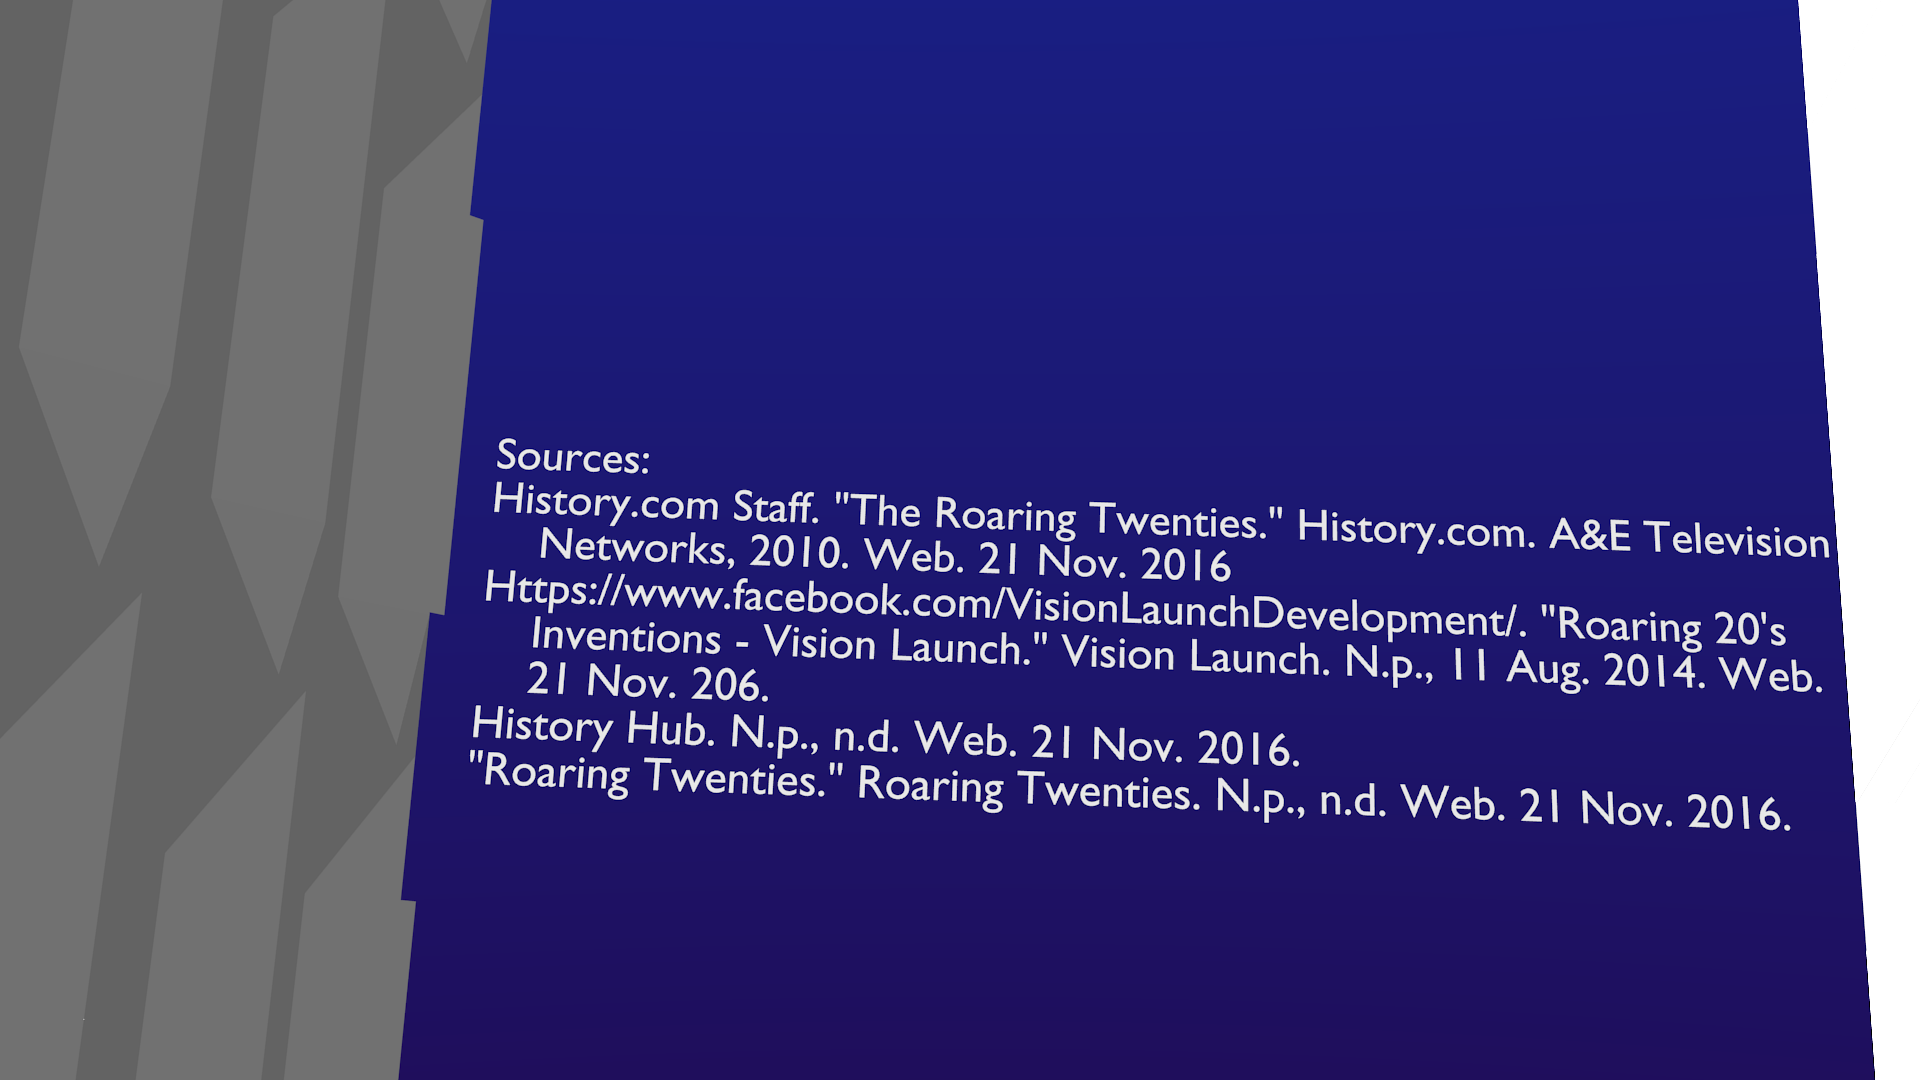 Sources:
History.com Staff. "The Roaring Twenties." History.com. A&E Television
Networks, 2010. Web. 21 Nov. 2016
Https://www.facebook.com/VisionLaunchDevelopment/. "Roaring 20's
Inventions - Vision Launch." Vision Launch. N.p., 11 Aug. 2014. Web.
21 Nov. 206.
History Hub. N.p., n.d. Web. 21 Nov. 2016.
"Roaring Twenties." Roaring Twenties. N.p., n.d. Web. 21 Nov. 2016.